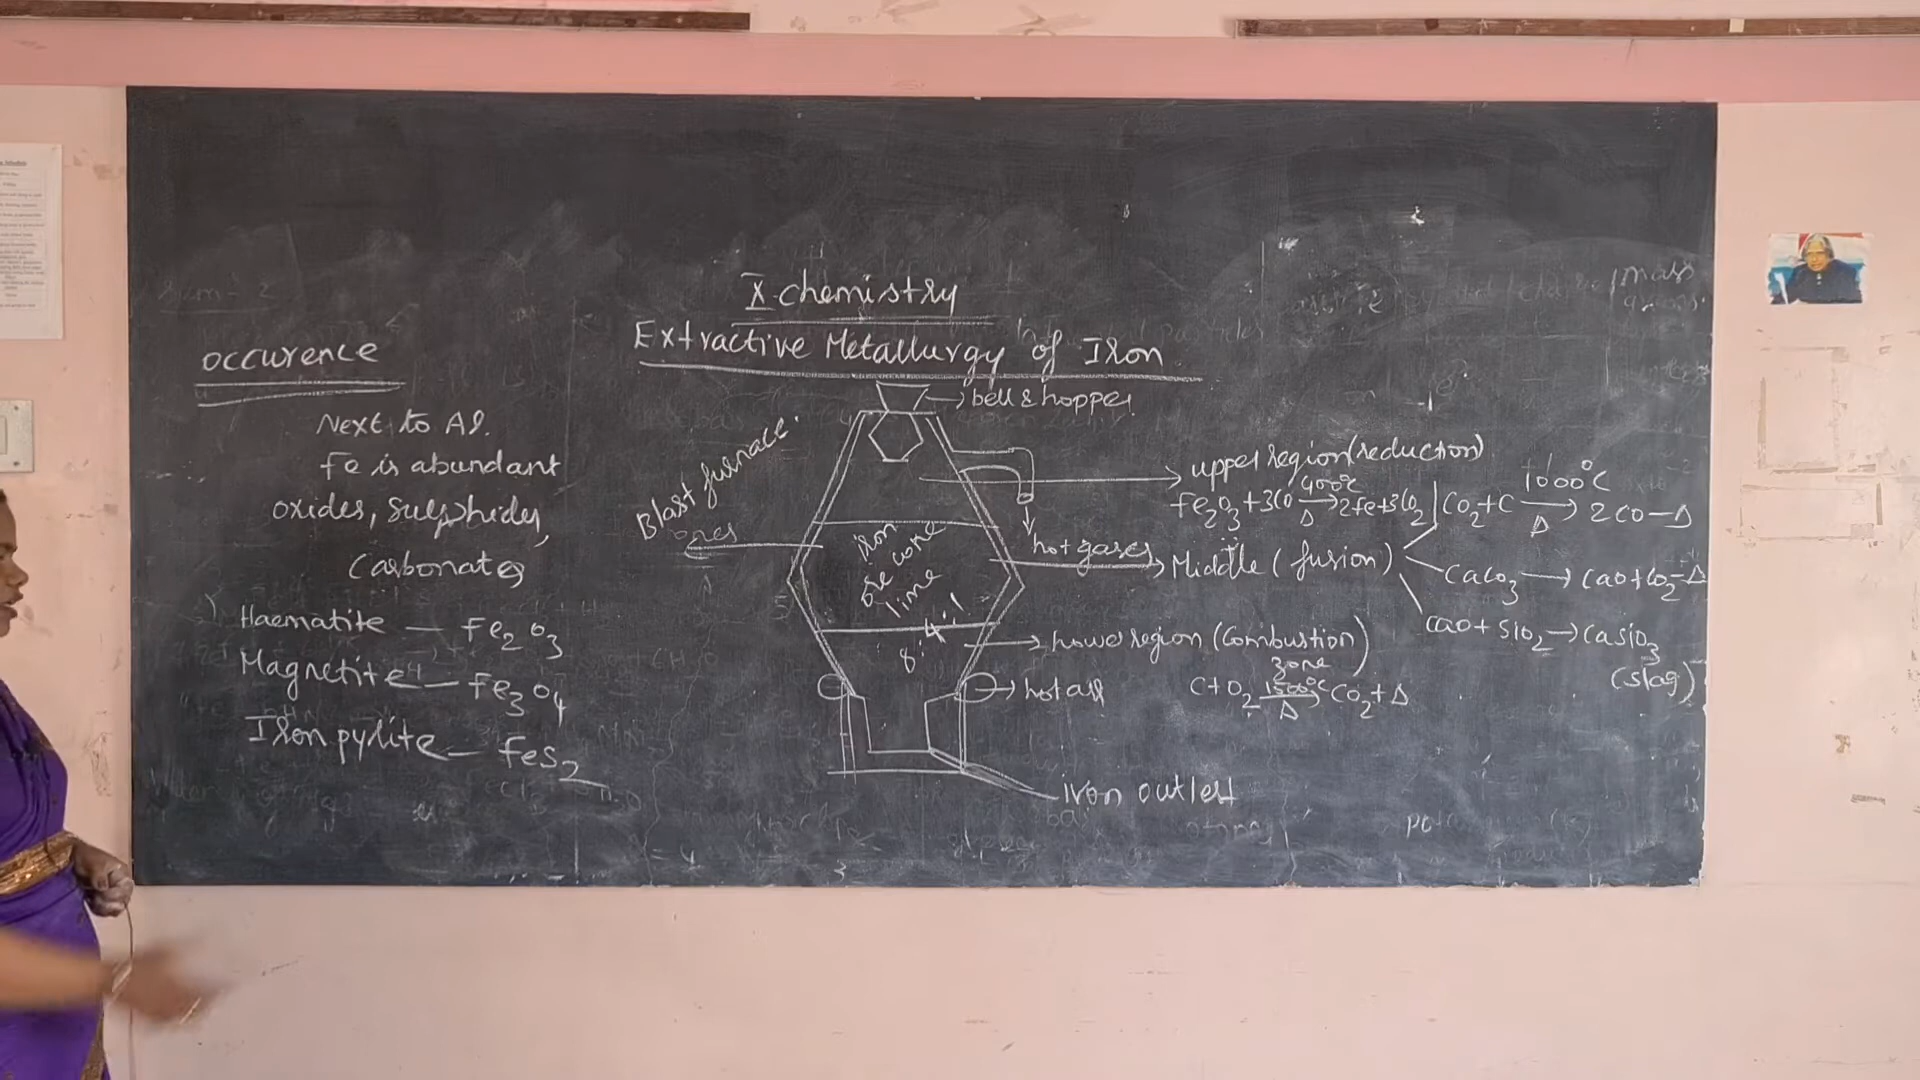 X-chemistry
Extractive Metallurgy of Iron
occurence
Next to Al.
Fe is abundant
oxides, sulphides,
Carbonates
Haematite — Fe2O3
Magnetite — Fe3O4
Iron pyrite — FeS2
Blast furnace.
ores
bell & hopper
iron
ore coke
lime
8:4:1
hot gases
upper region (reduction)
Fe2O3 + 3CO 400°C → Δ 2Fe + 3CO2
CO2 + C 1000°C → Δ 2CO – Δ
Middle (fusion)
CaCO3 → CaO + CO2 – Δ
CaO + SiO2 → CaSiO3
(slag)
lower region (Combustion)
zone
C + O2 1500°C Δ CO2 + Δ
hot air
iron outlet
mass